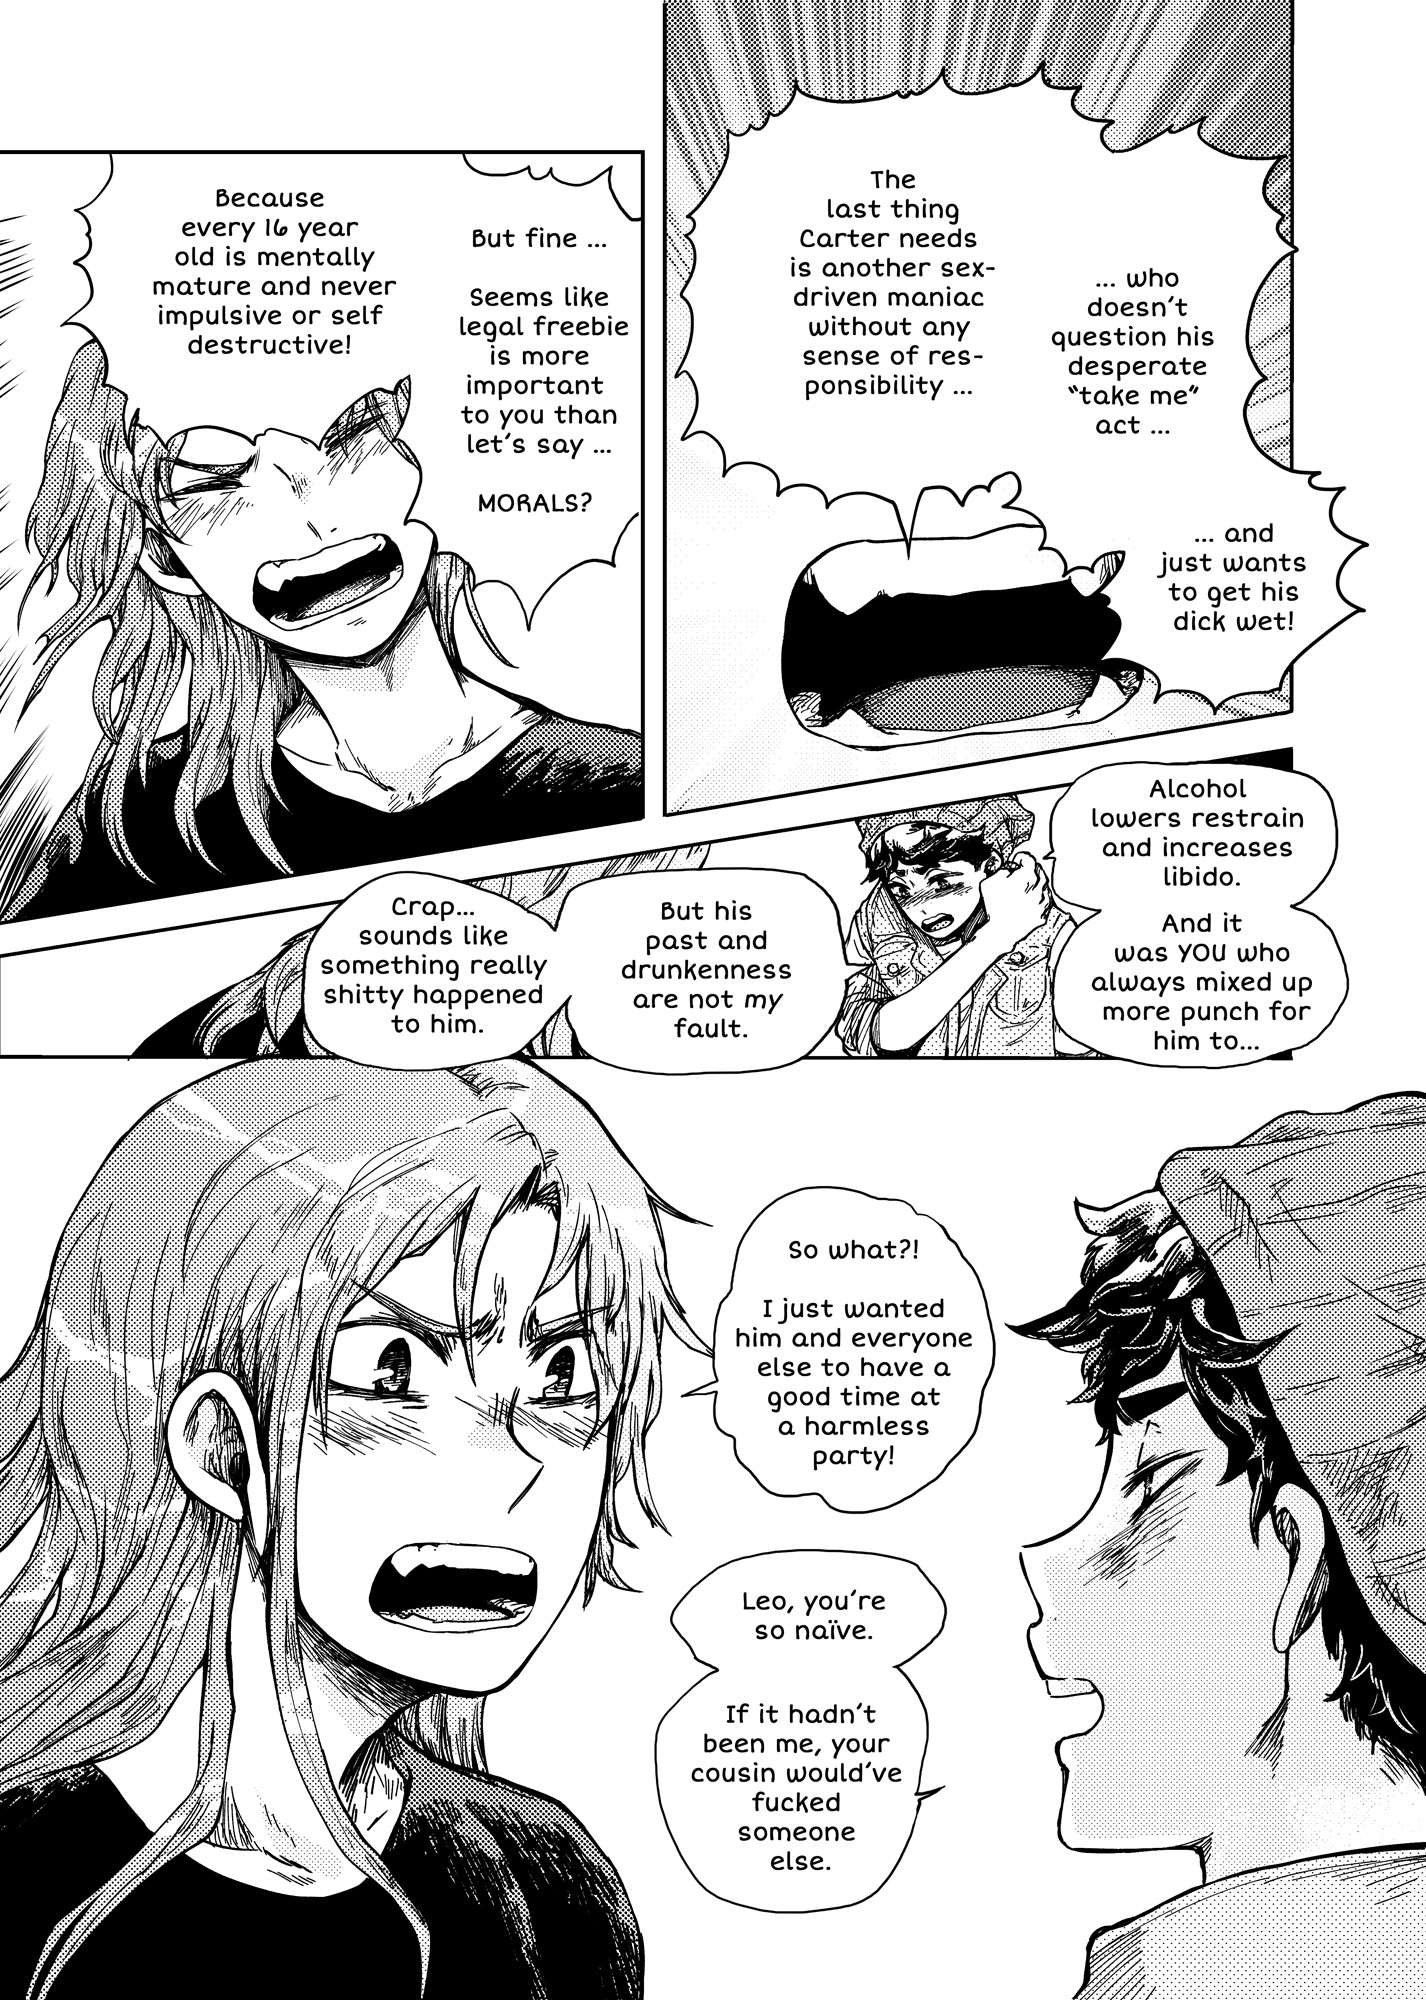 Because
every 16 year
old is mentally
mature and never
impulsive or self
destructive!
But fine ...
Seems like
legal freebie
is more
important
to you than
let's say ...
MORALS?
The
last thing
Carter needs
is another sex-
driven maniac
without any
sense of res-
ponsibility ...
... who
doesn't
question his
desperate
“take me”
act ...
... and
just wants
to get his
dick wet!
Crap...
sounds like
something really
shitty happened
to him.
But his
past and
drunkenness
are not my
fault.
Alcohol
lowers restrain
and increases
libido.
And it
was YOU who
always mixed up
more punch for
him to...
So what?!
I just wanted
him and everyone
else to have a
good time at
a harmless
party!
Leo, you're
so naïve.
If it hadn't
been me, your
cousin would've
fucked
someone
else.